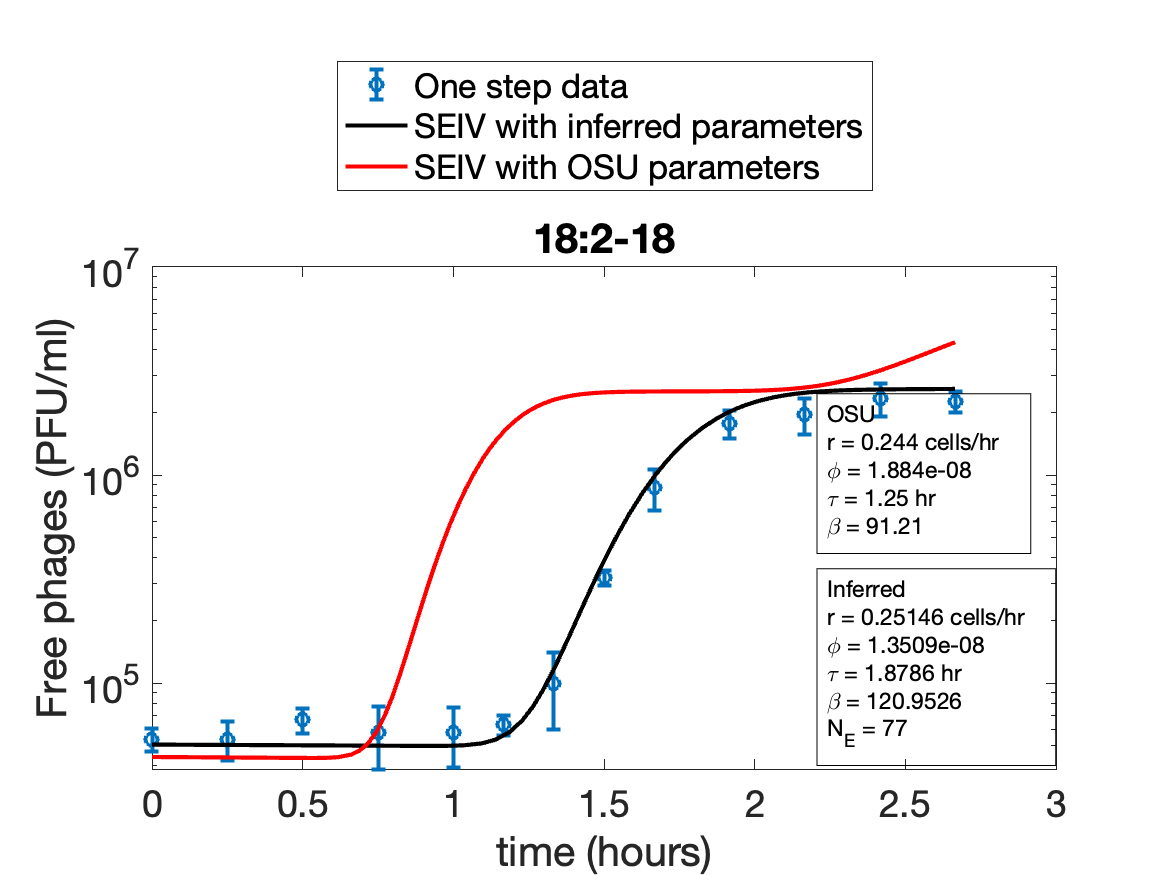 One step data
SEIV with inferred parameters
SEIV with OSU parameters
18:2-18
10^7
10^6
10^5
Free phages (PFU/ml)
OSU
r = 0.244 cells/hr
ϕ = 1.884e-08
τ = 1.25 hr
β = 91.21
Inferred
r = 0.25146 cells/hr
ϕ = 1.3509e-08
τ = 1.8786 hr
β = 120.9526
N_E = 77
0 0.5 1 1.5 2 2.5 3
time (hours)